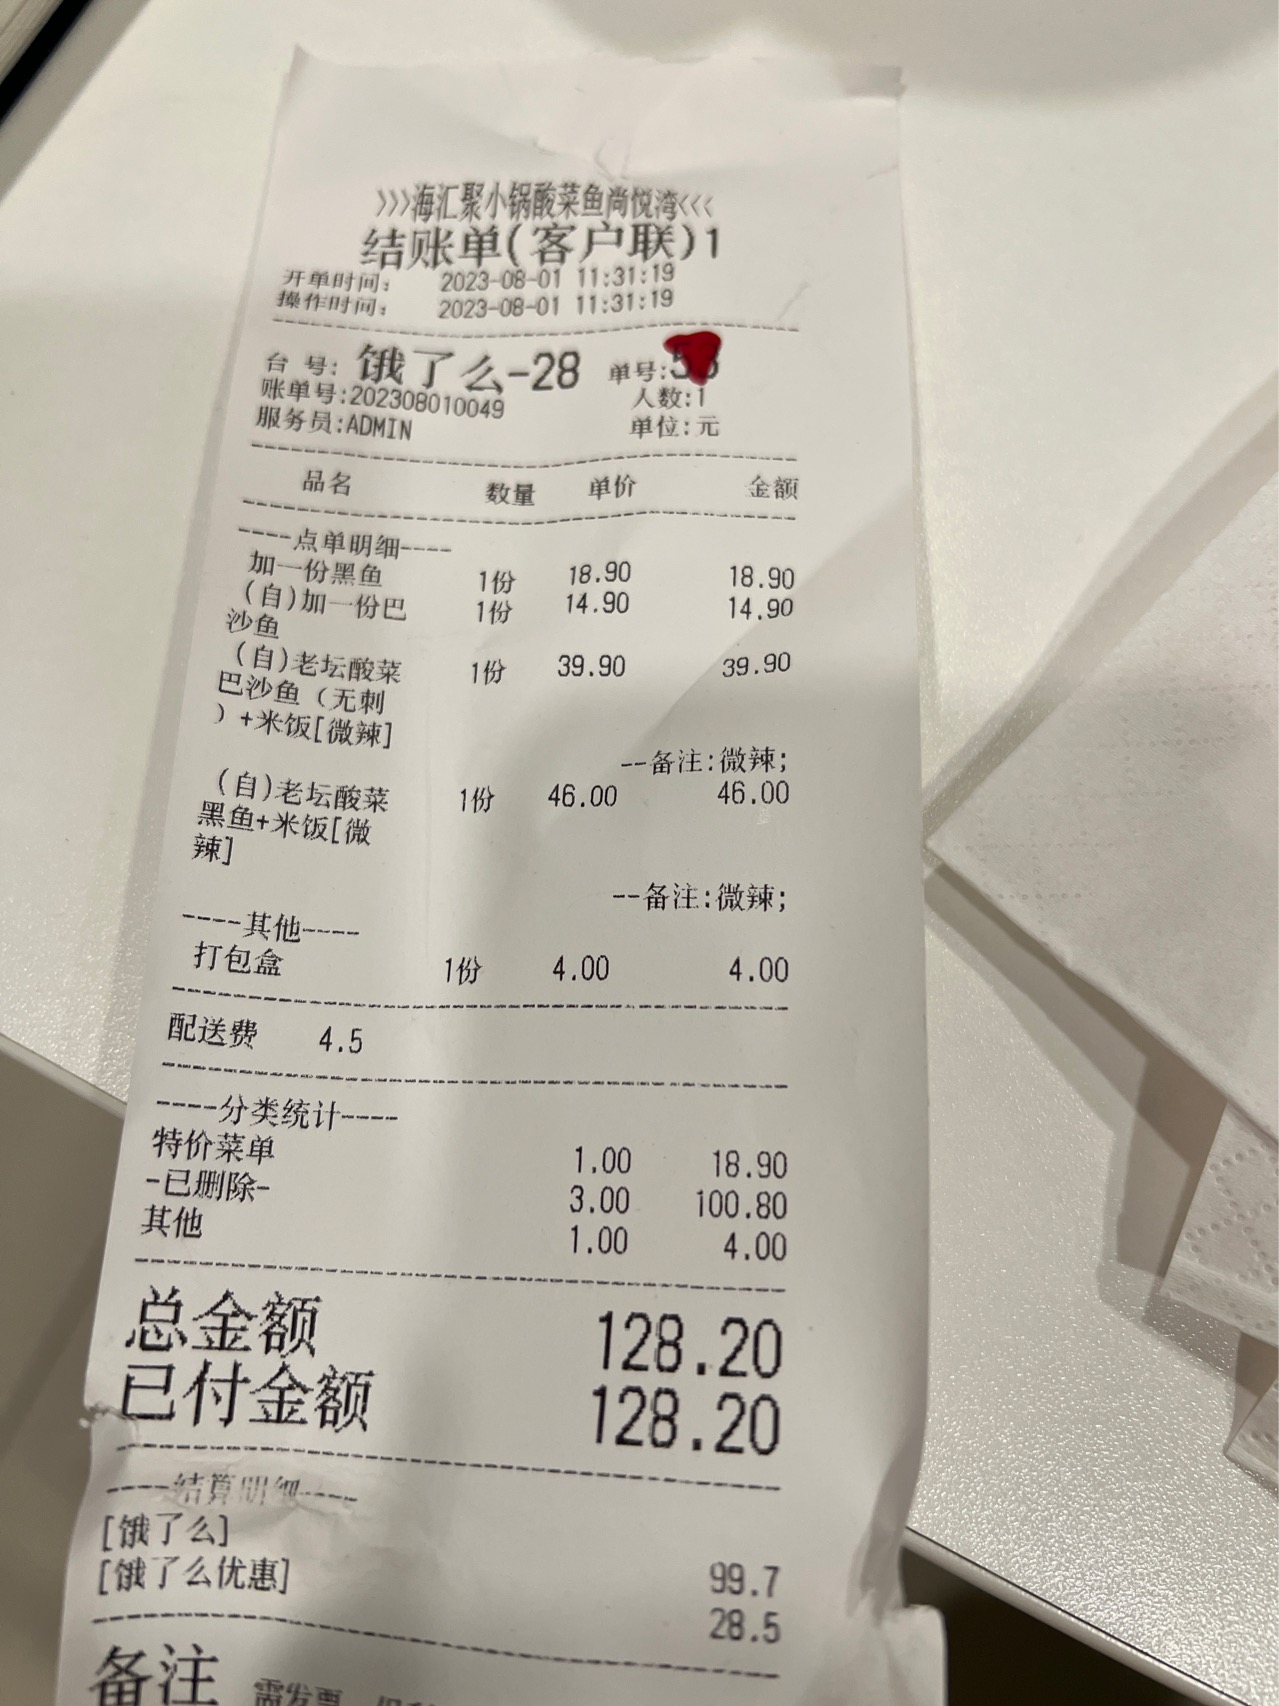 >>>海汇聚小锅酸菜鱼尚悦湾<<<
结账单(客户联)1
开单时间: 2023-08-01 11:31:19
操作时间: 2023-08-01 11:31:19
台 号: 饿了么-28 单号:
账单号:202308010049 人数:1
服务员:ADMIN 单位:元
品名 数量 单价 金额
----点单明细----
加一份黑鱼 1份 18.90 18.90
(自)加一份巴 1份 14.90 14.90
沙鱼
(自)老坛酸菜 1份 39.90 39.90
巴沙鱼（无刺
）+米饭[微辣]
--备注:微辣;
(自)老坛酸菜 1份 46.00 46.00
黑鱼+米饭[微
辣]
--备注:微辣;
----其他----
打包盒 1份 4.00 4.00
配送费 4.5
----分类统计----
特价菜单 1.00 18.90
-已删除- 3.00 100.80
其他 1.00 4.00
总金额 128.20
已付金额 128.20
----结算明细----
[饿了么] 99.7
[饿了么优惠] 28.5
备注 需发票